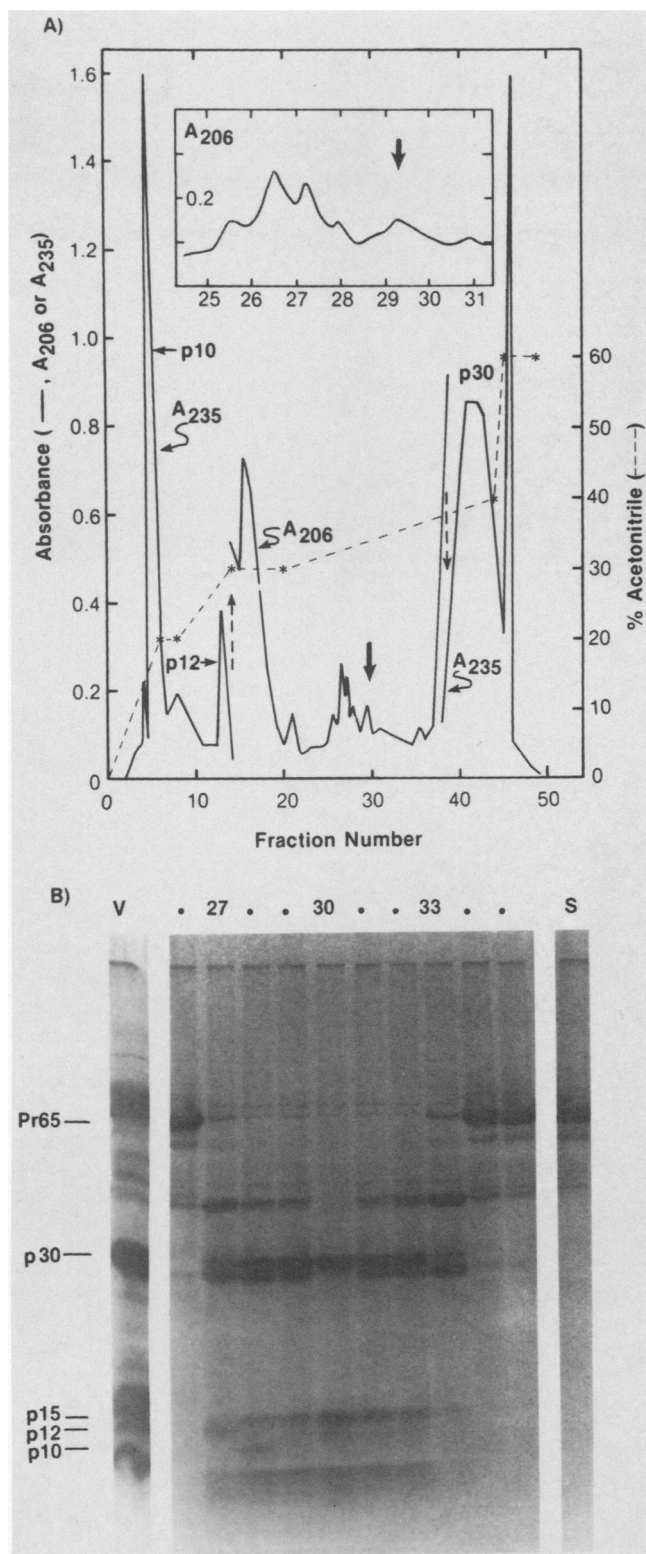 A)
1.6
1.4
1.2
1.0
0.8
0.6
0.4
0.2
0
Absorbance ( — , A206 or A235)
A206
0.2
25 26 27 28 29 30 31
p10
A235
p30
A206
p12
A235
60
50
40
30
20
10
0
% Acetonitrile (----)
0 10 20 30 40 50
Fraction Number
B)
V • 27 • • 30 • • 33 • • S
Pr65
p30
p15
p12
p10